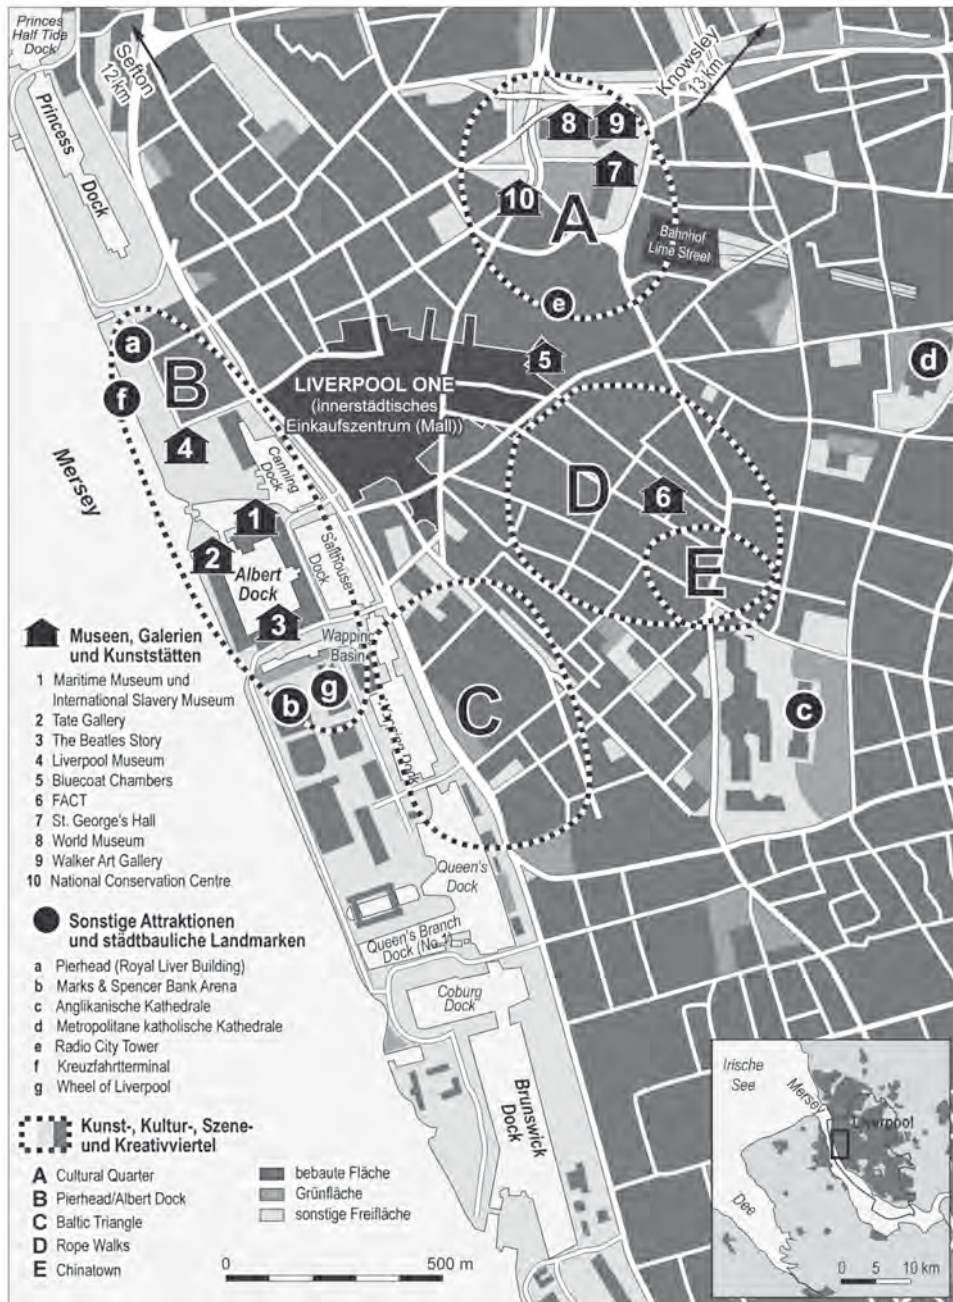 Princes
Half Tide
Dock
Sefton
12 km
Knowsley
13 km
Princess
Dock
8
9
7
10
A
Bahnhof
Lime Street
e
a
B
f
5
d
LIVERPOOL ONE
(innerstädtisches
Einkaufszentrum (Mall))
4
Mersey
Canning
Dock
D
6
1
2
Salthouse
Dock
E
Albert
Dock
3
Wapping
Basin
g
b
C
c
Dock
Queen's
Dock
Queen's Branch
Dock (No.1)
Coburg
Dock
Brunswick
Dock
Museen, Galerien
und Kunststätten
1 Maritime Museum und
International Slavery Museum
2 Tate Gallery
3 The Beatles Story
4 Liverpool Museum
5 Bluecoat Chambers
6 FACT
7 St. George's Hall
8 World Museum
9 Walker Art Gallery
10 National Conservation Centre
Sonstige Attraktionen
und städtbauliche Landmarken
a Pierhead (Royal Liver Building)
b Marks & Spencer Bank Arena
c Anglikanische Kathedrale
d Metropolitane katholische Kathedrale
e Radio City Tower
f Kreuzfahrtterminal
g Wheel of Liverpool
Kunst-, Kultur-, Szene-
und Kreativviertel
A Cultural Quarter
B Pierhead/Albert Dock
C Baltic Triangle
D Rope Walks
E Chinatown
bebaute Fläche
Grünfläche
sonstige Freifläche
0 500 m
Irische
See
Mersey
Liverpool
Dee
0 5 10 km